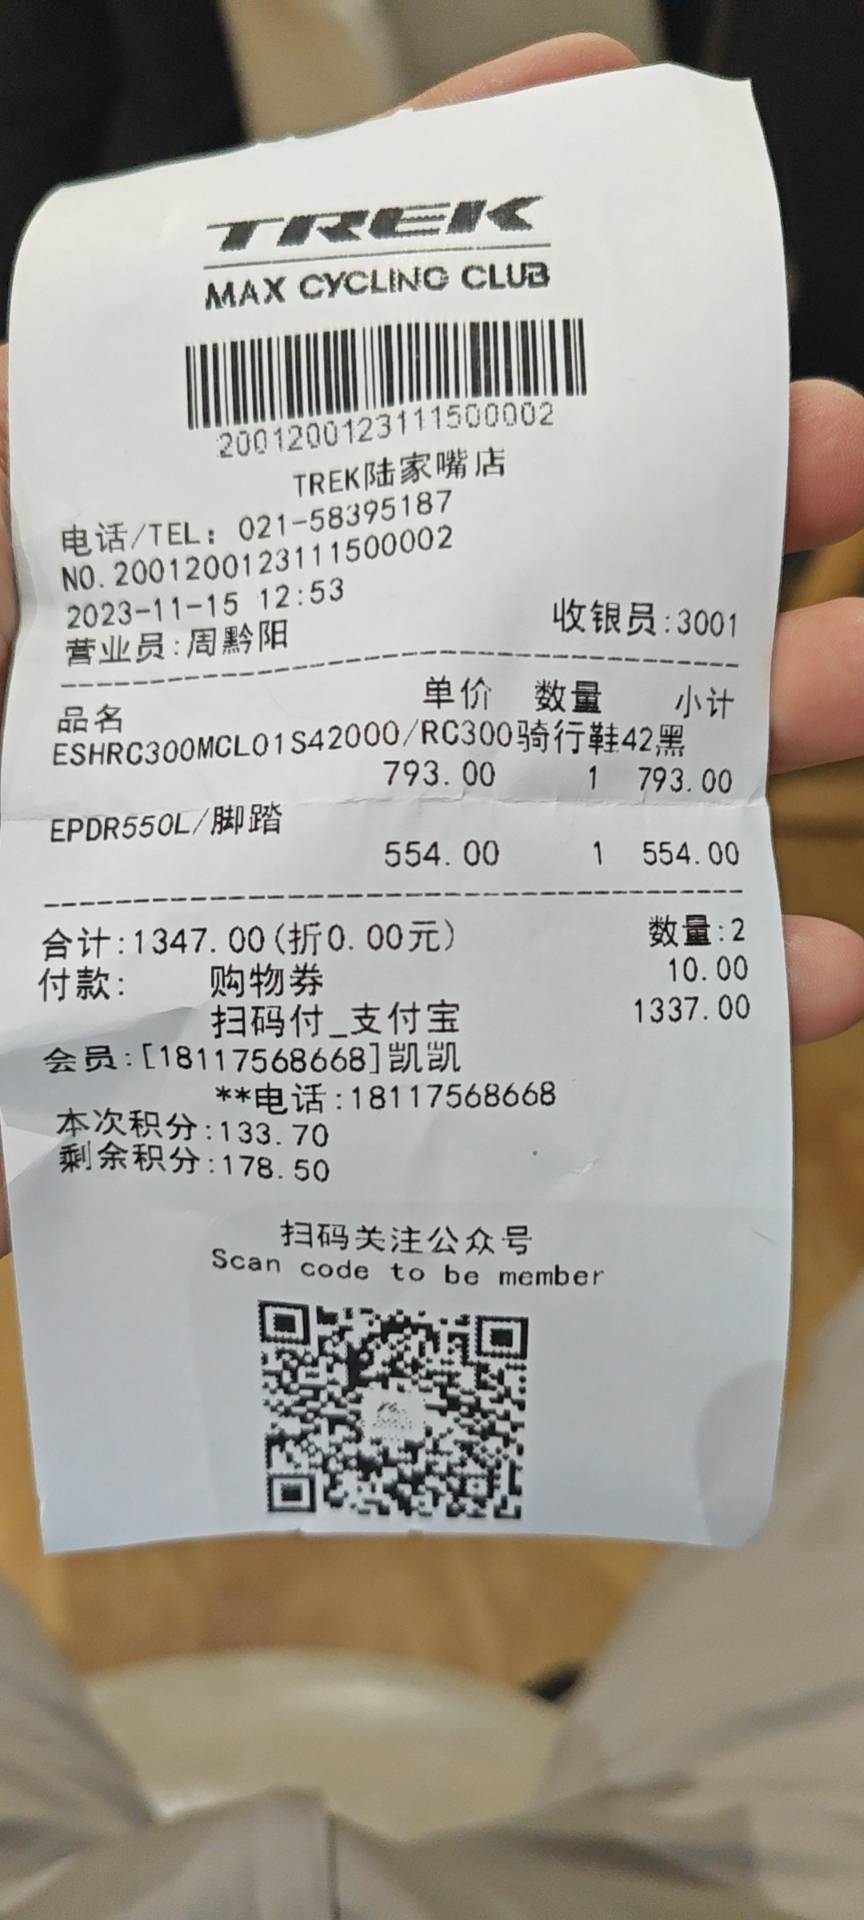 TREK
MAX CYCLING CLUB
2001200123111500002
TREK陆家嘴店
电话/TEL: 021-58395187
NO.2001200123111500002
2023-11-15 12:53
营业员:周黔阳 收银员:3001
品名 单价 数量 小计
ESHRC300MCL01S42000/RC300骑行鞋42黑
793.00 1 793.00
EPDR550L/脚踏
554.00 1 554.00
合计:1347.00(折0.00元) 数量:2
付款: 购物券 10.00
扫码付_支付宝 1337.00
会员:[18117568668]凯凯
**电话:18117568668
本次积分:133.70
剩余积分:178.50
扫码关注公众号
Scan code to be member